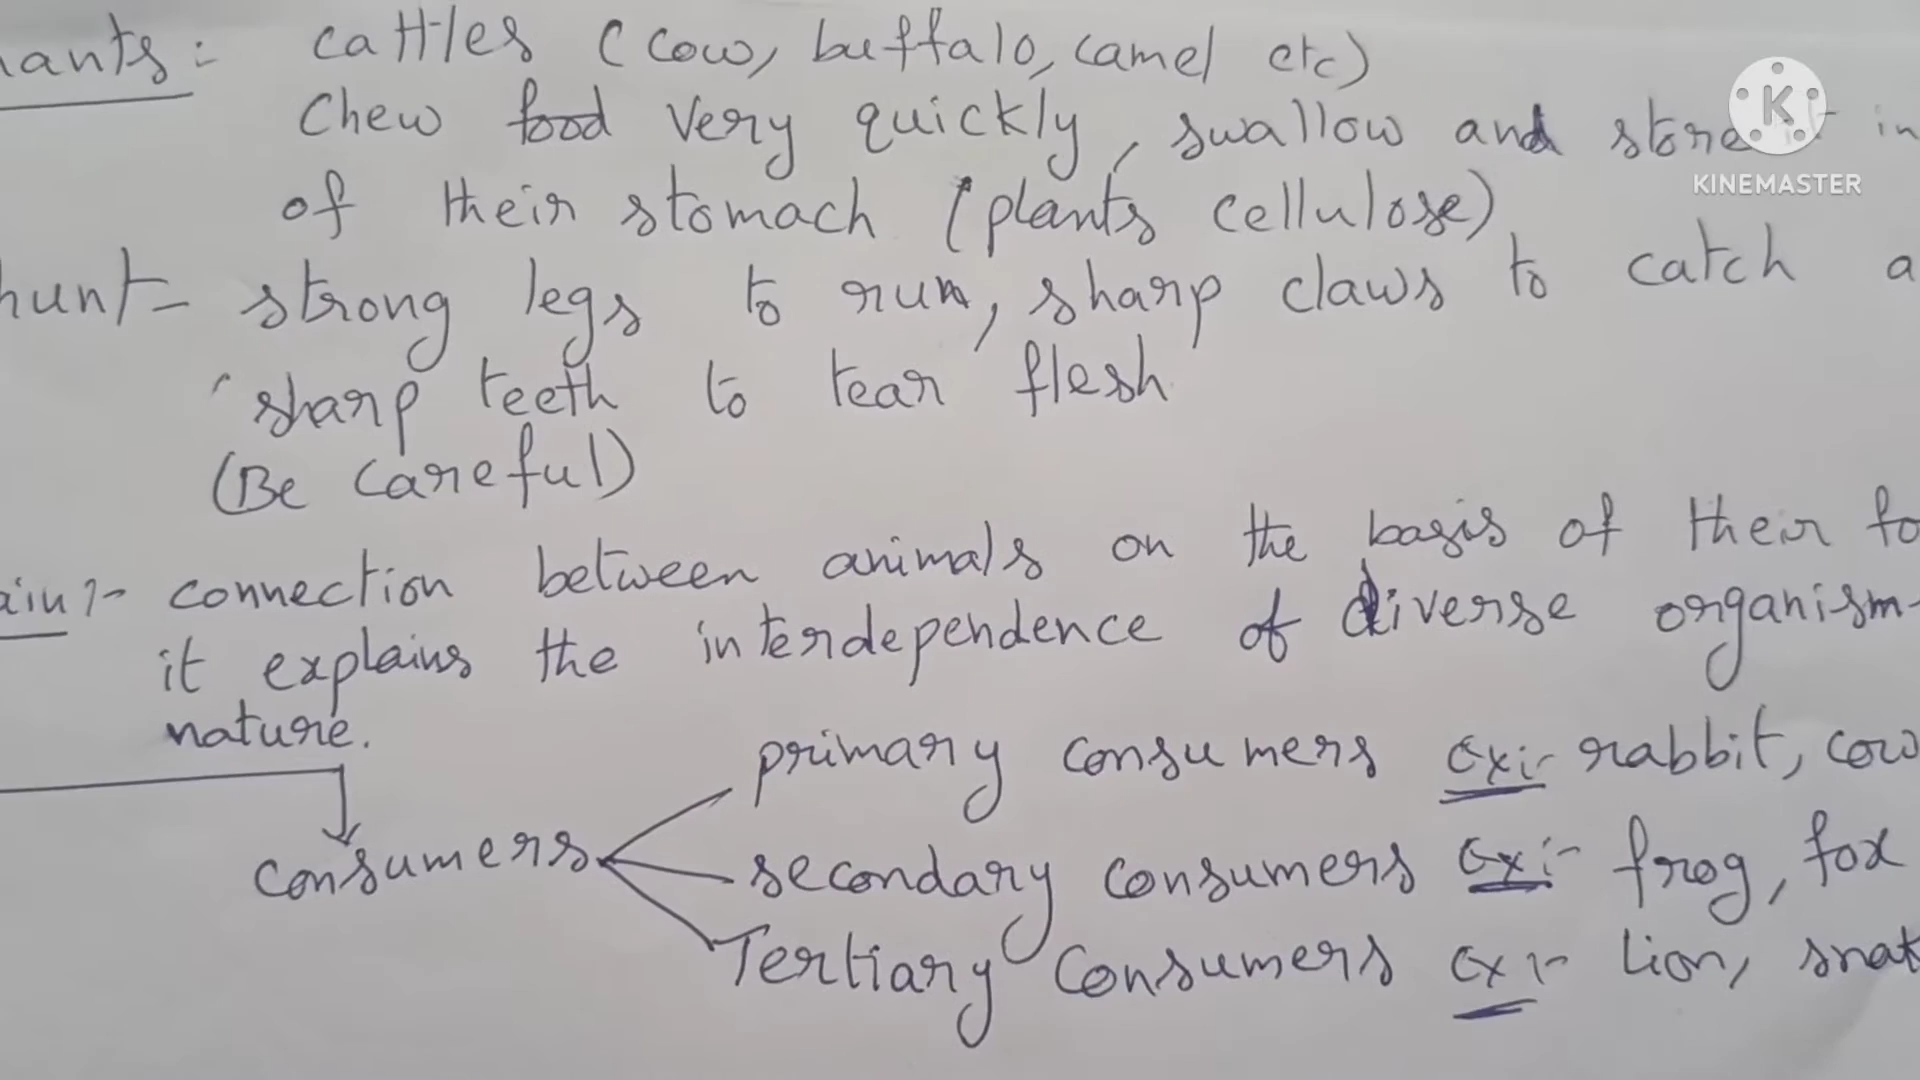 ants:- cattles (cow, buffalo, camel etc)
Chew food very quickly, swallow and store it in
of their stomach (plants cellulose)
hunt- strong legs to run, sharp claws to catch a
sharp teeth to tear flesh
(Be careful)
ain:- connection between animals on the basis of their fo
it explains the interdependence of diverse organism
nature.
Consumers
primary consumers Ex:- rabbit, cow
secondary consumers Ex:- frog, fox
Tertiary consumers Ex:- Lion, snak
K
KINEMASTER